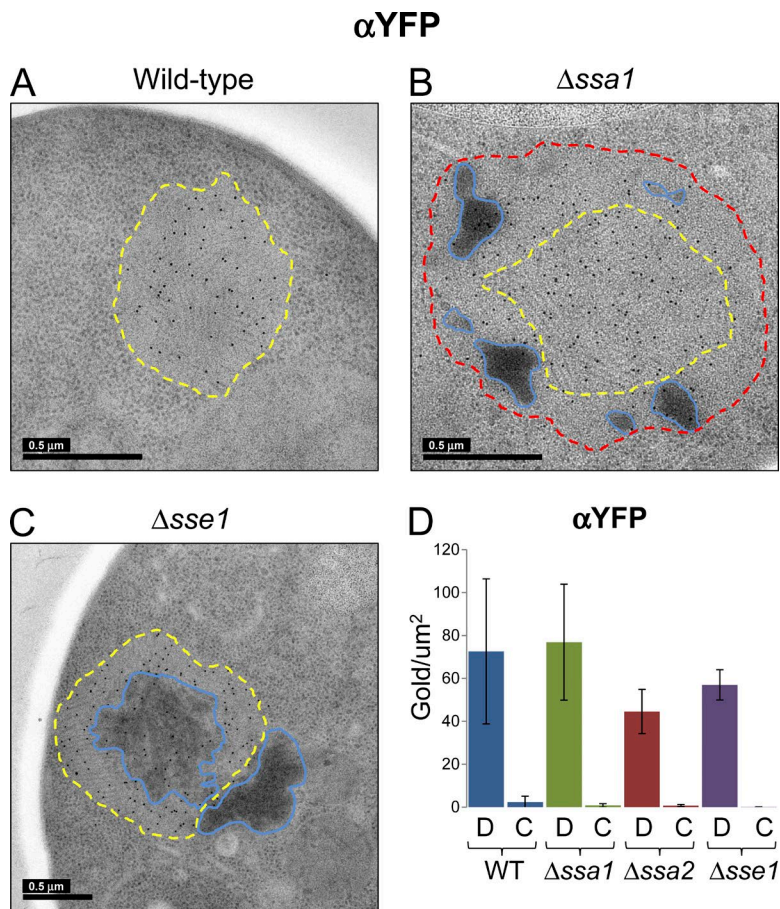 αYFP
A Wild-type
B Δssa1
0.5 μm
0.5 μm
C Δsse1
0.5 μm
D αYFP
Gold/um²
120
100
80
60
40
20
0
D C D C D C D C
WT Δssa1 Δssa2 Δsse1